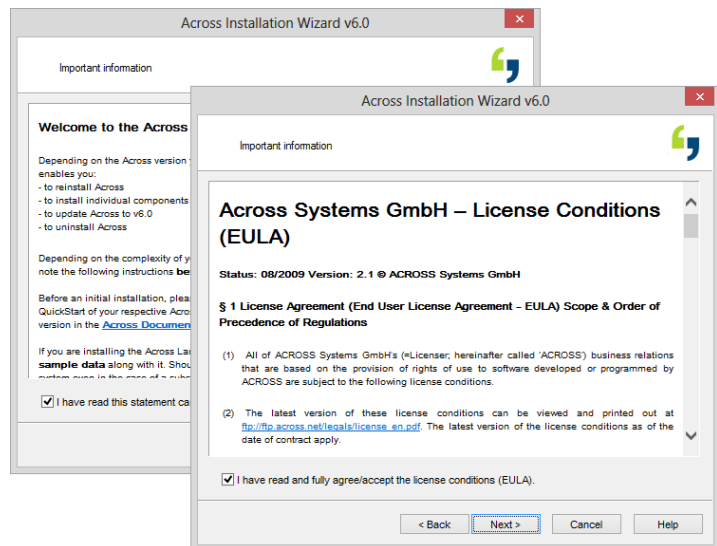 Across Installation Wizard v6.0
Important information
Welcome to the Across
Depending on the Across version
enables you:
- to reinstall Across
- to install individual components
- to update Across to v6.0
- to uninstall Across
Depending on the complexity of
note the following instructions
Before an initial installation,
QuickStart of your respective
version in the Across
If you are installing the Across
sample data along with it.
I have read this statement
Across Installation Wizard v6.0
Important information
Across Systems GmbH – License Conditions
(EULA)
Status: 08/2009 Version: 2.1 © ACROSS Systems GmbH
§ 1 License Agreement (End User License Agreement - EULA) Scope & Order of
Precedence of Regulations
(1) All of ACROSS Systems GmbH's (=Licenser; hereinafter called 'ACROSS') business relations
that are based on the provision of rights of use to software developed or programmed by
ACROSS are subject to the following license conditions.
(2) The latest version of these license conditions can be viewed and printed out at
ftp://ftp.across.net/legals/license_en.pdf. The latest version of the license conditions as of the
date of contract apply.
I have read and fully agree/accept the license conditions (EULA).
< Back
Next >
Cancel
Help